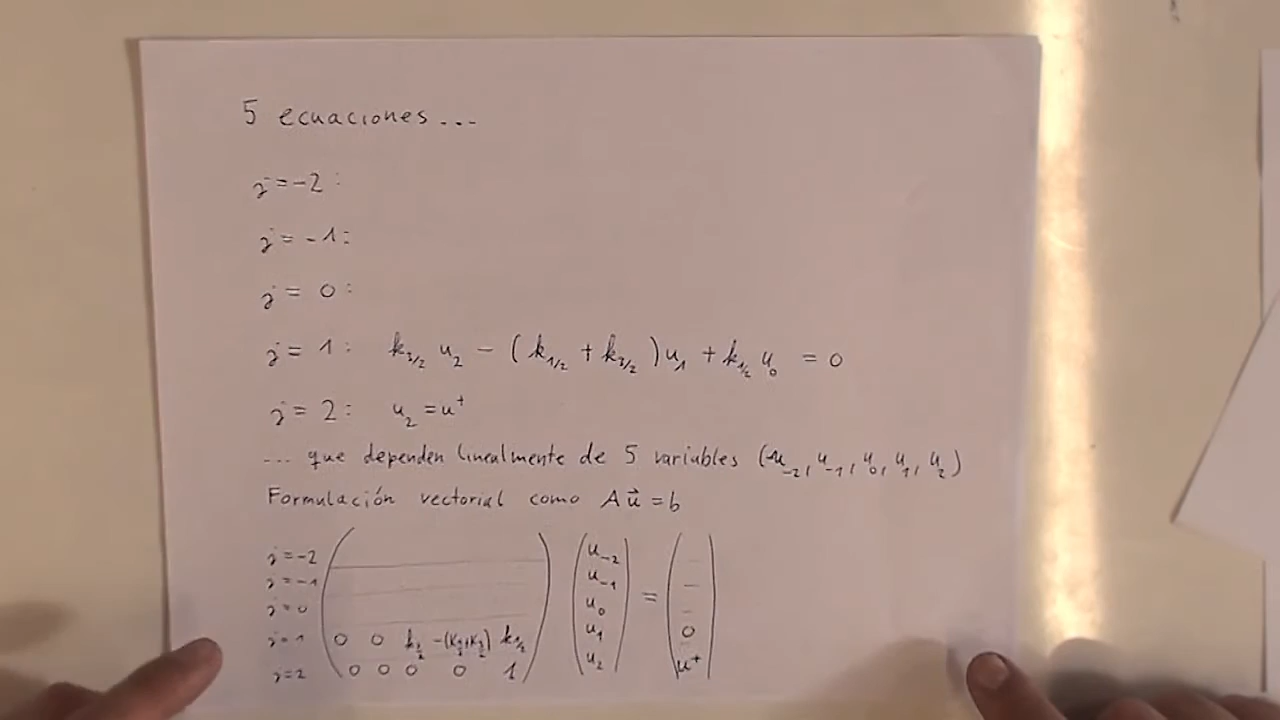 5 ecuaciones...
j = -2 :
j = -1 :
j = 0 :
j = 1 : k_{3/2} u_2 - (k_{1/2} + k_{3/2}) u_1 + k_{1/2} u_0 = 0
j = 2 : u_2 = u^+
... que dependen linealmente de 5 variables (u_{-2}, u_{-1}, u_0, u_1, u_2)
Formulación vectorial como A u⃗ = b
j = -2 u_{-2}
j = -1 u_{-1}
j = 0 u_0 =
j = 1 0 0 k_{1/2} -(k_{1/2}+k_{3/2}) k_{3/2} u_1 0
j = 2 0 0 0 0 1 u_2 u^+